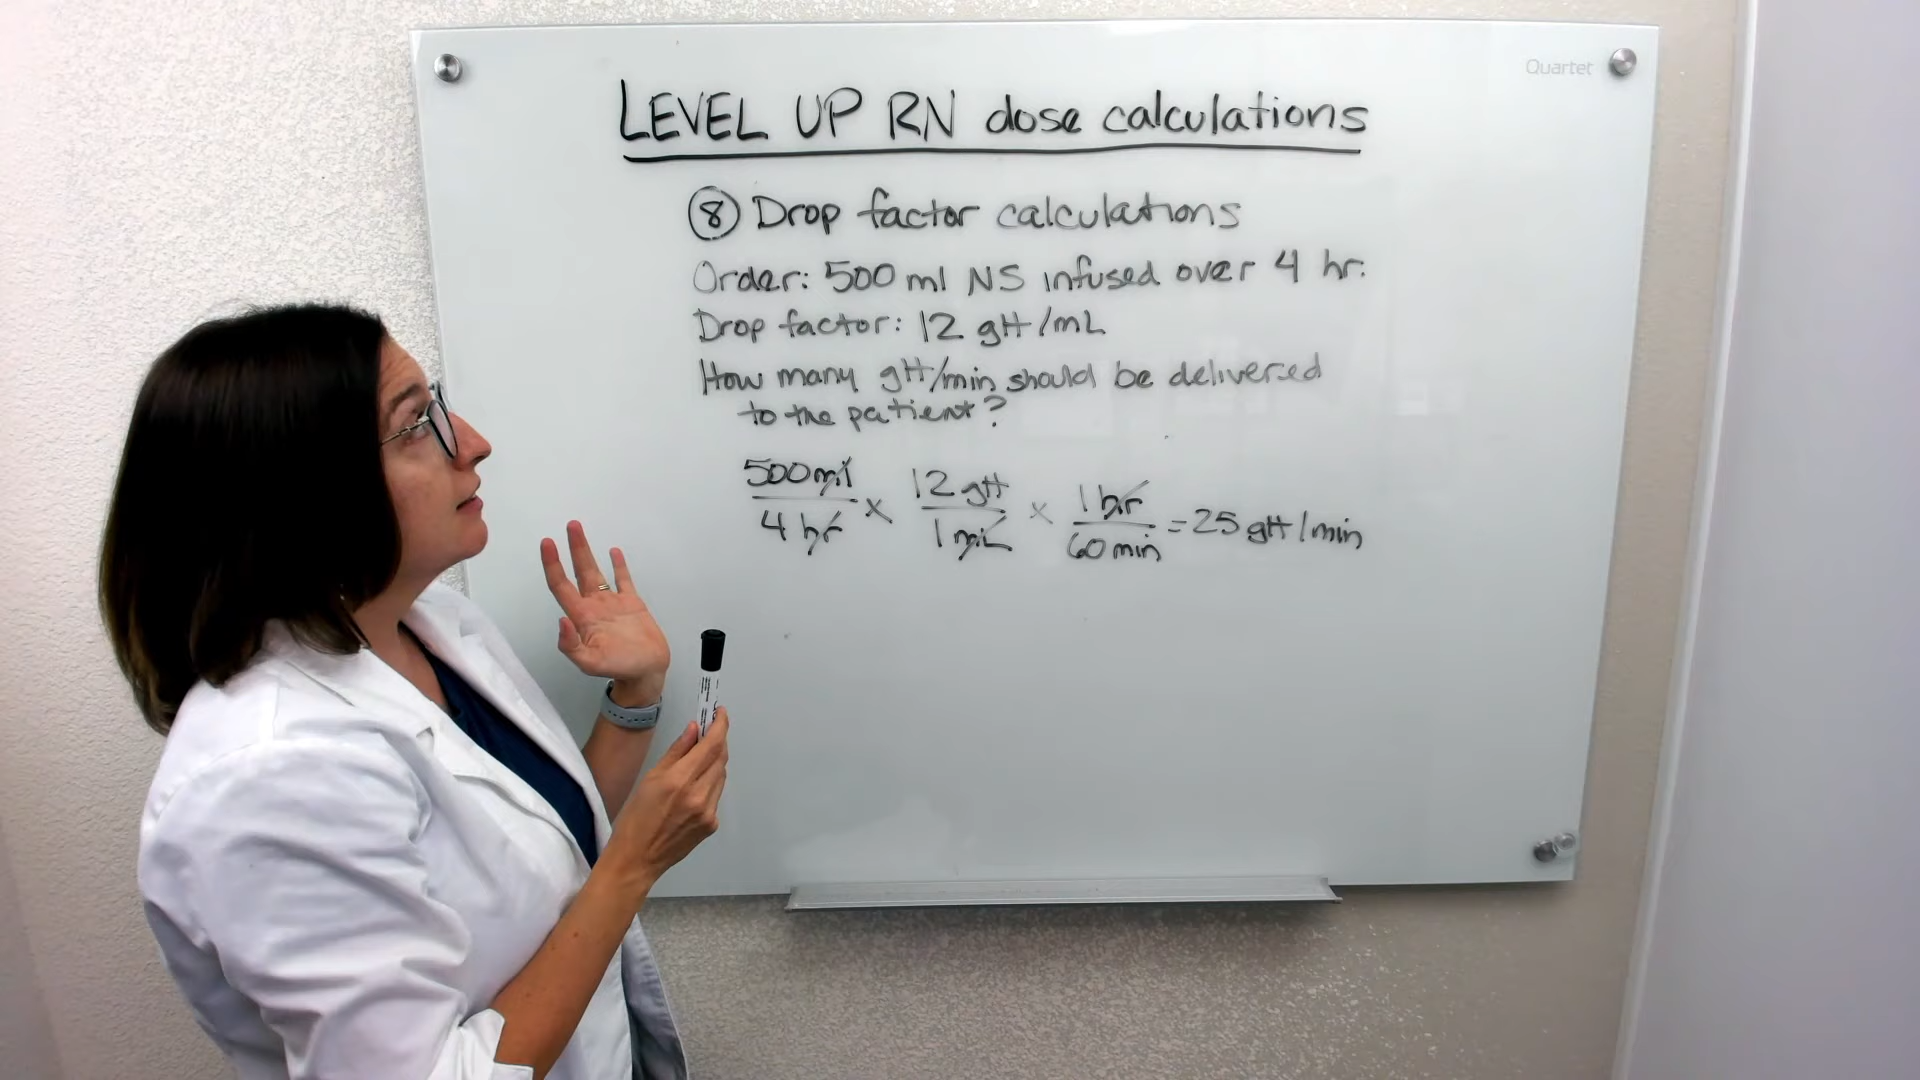 Quartet
LEVEL UP RN dose calculations
⑧ Drop factor calculations
Order: 500 ml NS infused over 4 hr.
Drop factor: 12 gtt/mL
How many gtt/min should be delivered
to the patient?
500 ml / 4 hr x 12 gtt / 1 mL x 1 hr / 60 min = 25 gtt/min